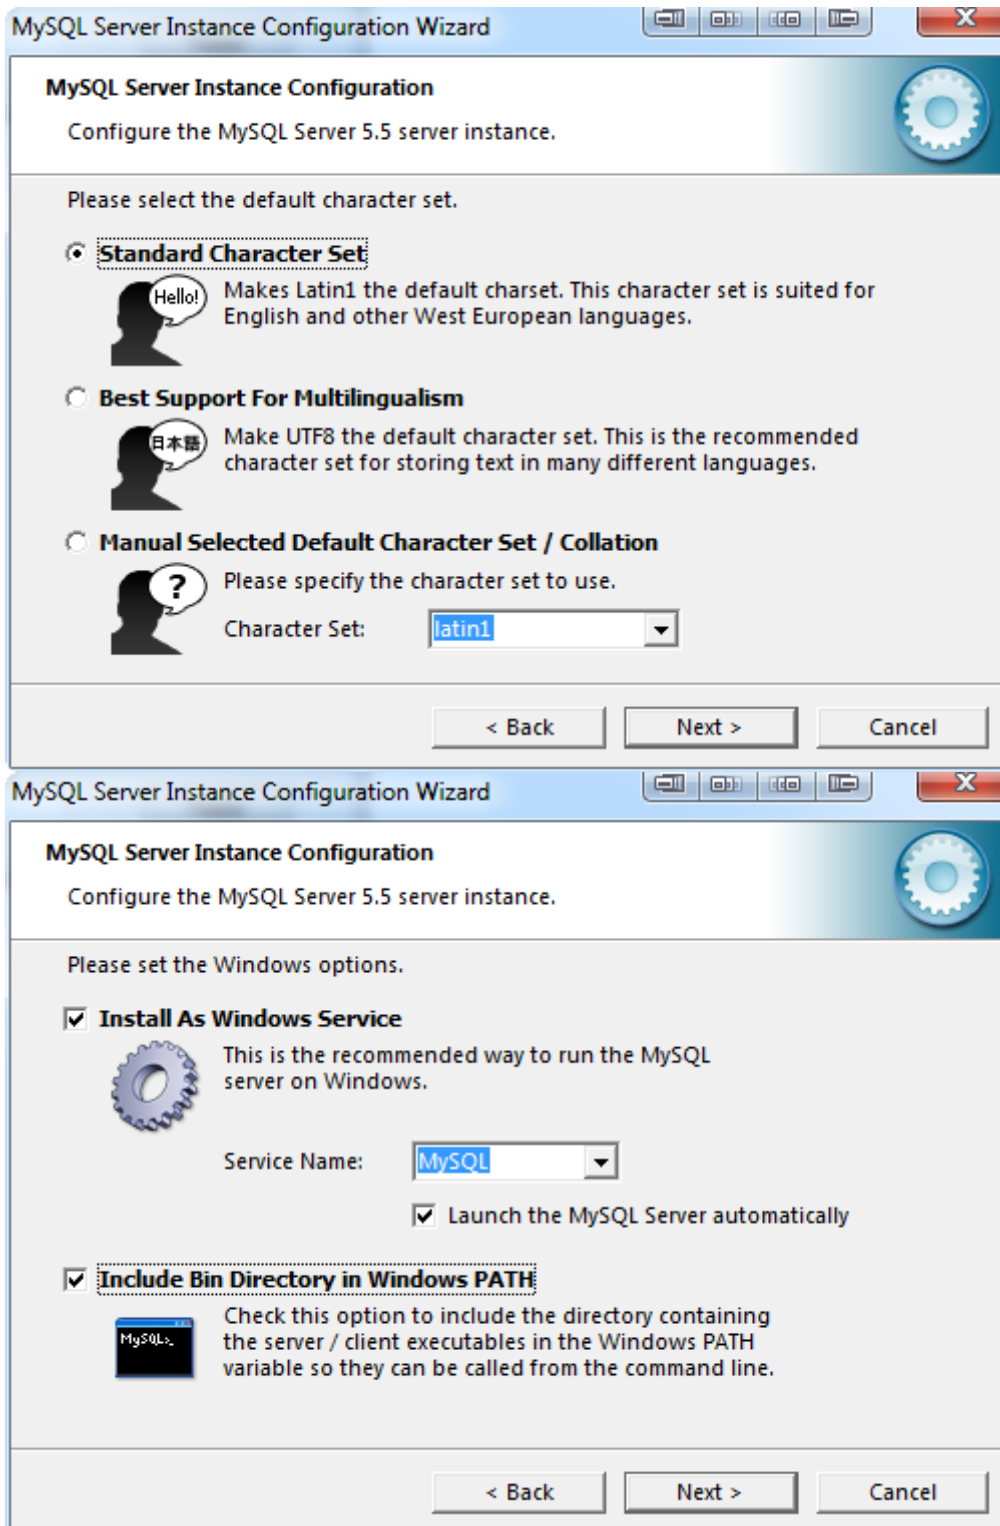 MySQL Server Instance Configuration Wizard
MySQL Server Instance Configuration
Configure the MySQL Server 5.5 server instance.
Please select the default character set.
Standard Character Set
Hello!
Makes Latin1 the default charset. This character set is suited for
English and other West European languages.
Best Support For Multilingualism
日本語
Make UTF8 the default character set. This is the recommended
character set for storing text in many different languages.
Manual Selected Default Character Set / Collation
?
Please specify the character set to use.
Character Set: latin1
< Back Next > Cancel
MySQL Server Instance Configuration Wizard
MySQL Server Instance Configuration
Configure the MySQL Server 5.5 server instance.
Please set the Windows options.
Install As Windows Service
This is the recommended way to run the MySQL
server on Windows.
Service Name: MySQL
Launch the MySQL Server automatically
Include Bin Directory in Windows PATH
MySQL>_
Check this option to include the directory containing
the server / client executables in the Windows PATH
variable so they can be called from the command line.
< Back Next > Cancel